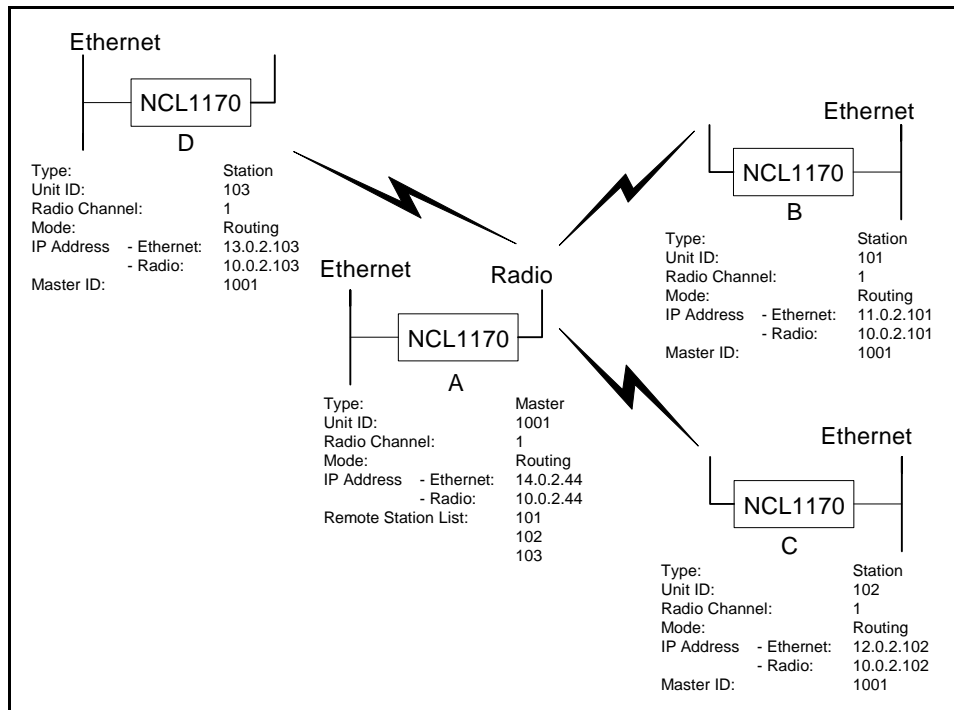 Ethernet
NCL1170
D
Type: Station
Unit ID: 103
Radio Channel: 1
Mode: Routing
IP Address - Ethernet: 13.0.2.103
- Radio: 10.0.2.103
Master ID: 1001
Ethernet
NCL1170
B
Type: Station
Unit ID: 101
Radio Channel: 1
Mode: Routing
IP Address - Ethernet: 11.0.2.101
- Radio: 10.0.2.101
Master ID: 1001
Ethernet
Radio
NCL1170
A
Type: Master
Unit ID: 1001
Radio Channel: 1
Mode: Routing
IP Address - Ethernet: 14.0.2.44
- Radio: 10.0.2.44
Remote Station List: 101
102
103
Ethernet
NCL1170
C
Type: Station
Unit ID: 102
Radio Channel: 1
Mode: Routing
IP Address - Ethernet: 12.0.2.102
- Radio: 10.0.2.102
Master ID: 1001